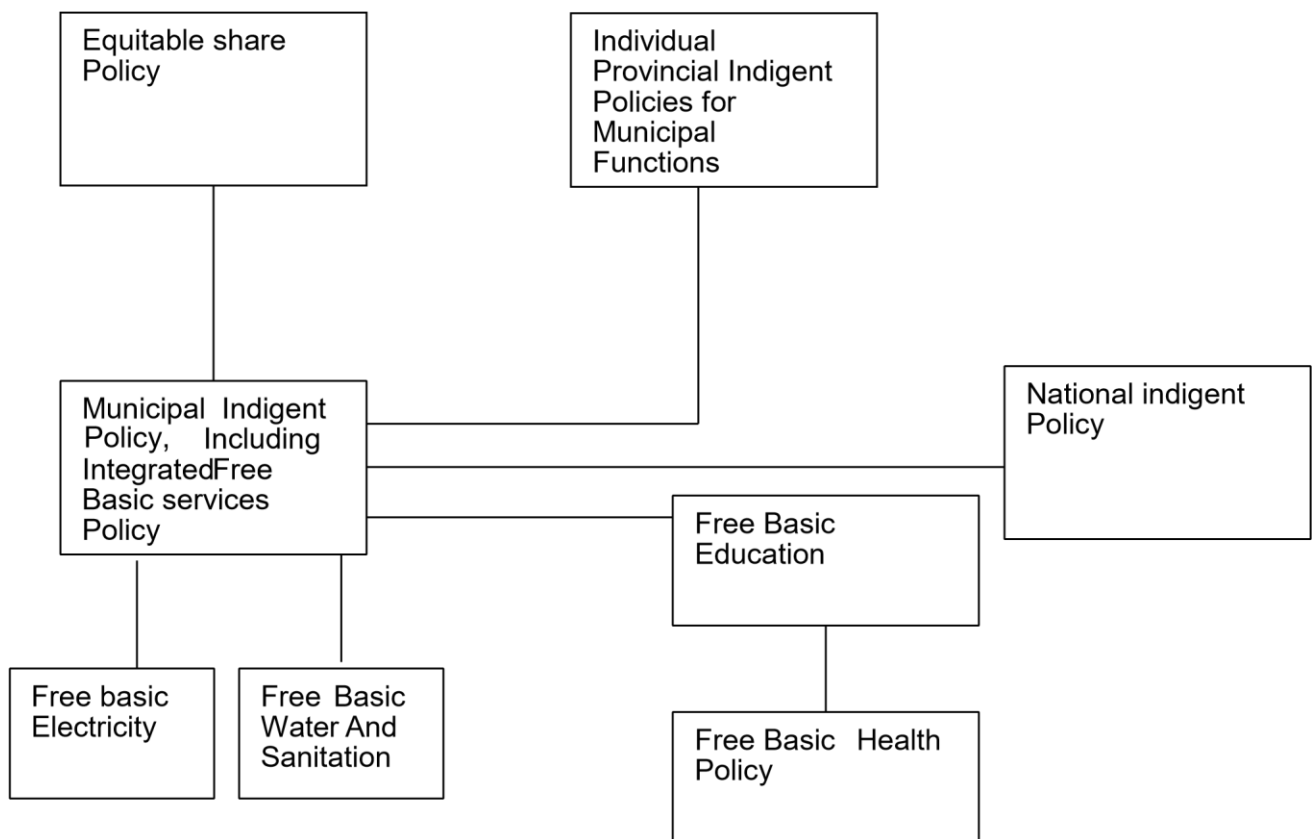 Equitable share
Policy
Individual
Provincial Indigent
Policies for
Municipal
Functions
Municipal Indigent
Policy, Including
IntegratedFree
Basic services
Policy
National indigent
Policy
Free Basic
Education
Free basic
Electricity
Free Basic
Water And
Sanitation
Free Basic Health
Policy